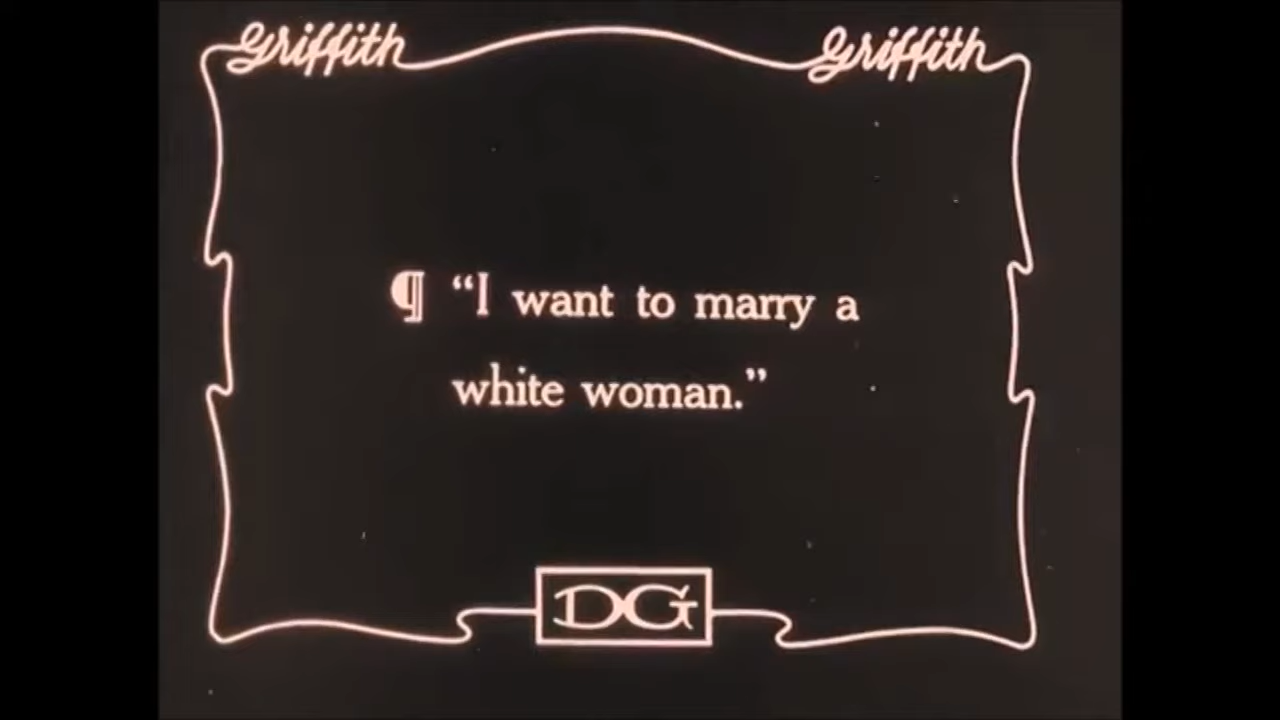 Griffith Griffith
¶ “I want to marry a
white woman.”
DG